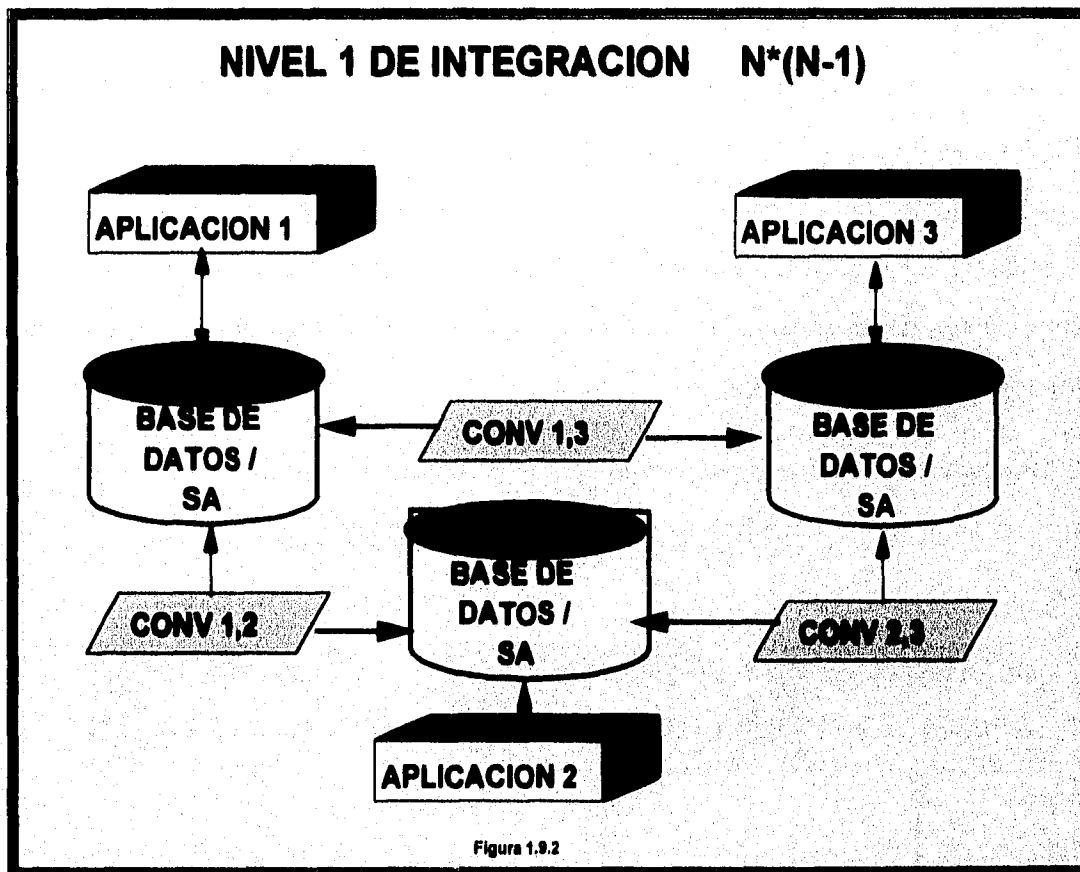 NIVEL 1 DE INTEGRACION N*(N-1)
APLICACION 1
APLICACION 3
BASE DE
DATOS /
SA
CONV 1,3
BASE DE
DATOS /
SA
BASE DE
DATOS /
SA
CONV 1,2
CONV 2,3
APLICACION 2
Figura 1.9.2